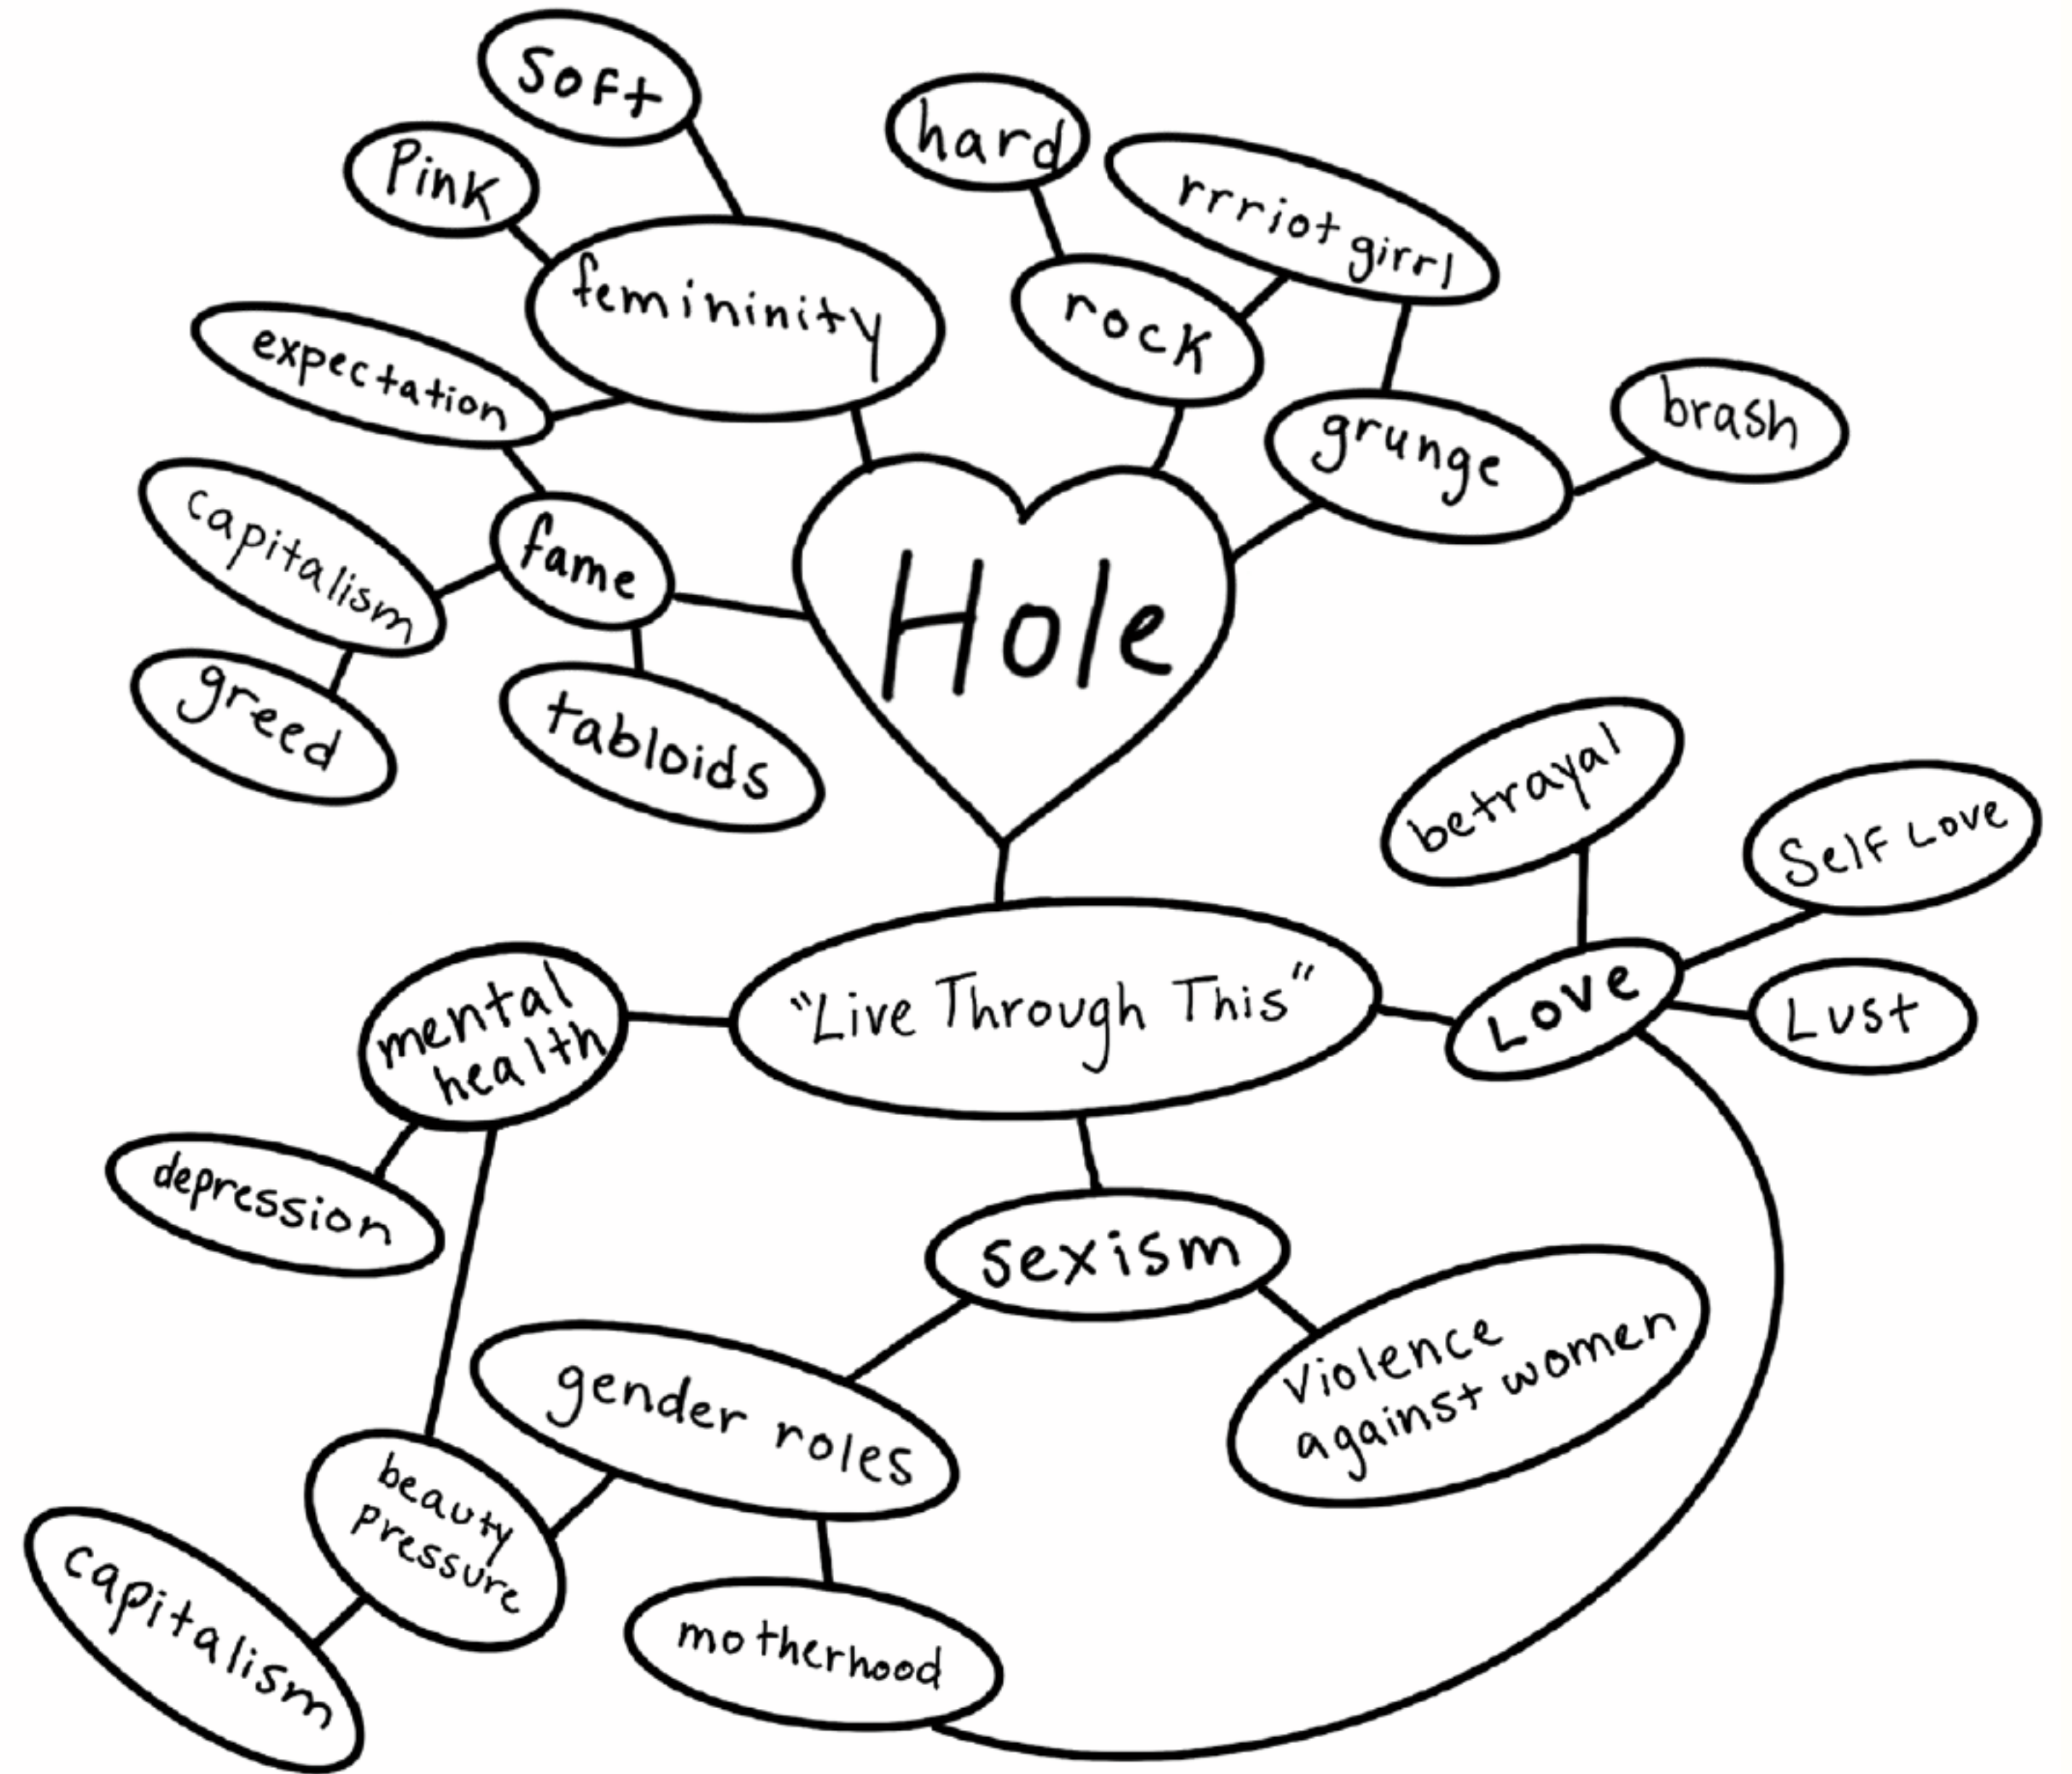 Soft
hard
Pink
rrriot girrl
femininity
rock
expectation
brash
grunge
capitalism
fame
Hole
greed
tabloids
betrayal
Self Love
mental
health
"Live Through This"
Love
Lust
depression
sexism
Violence
against women
gender roles
beauty
pressure
capitalism
motherhood